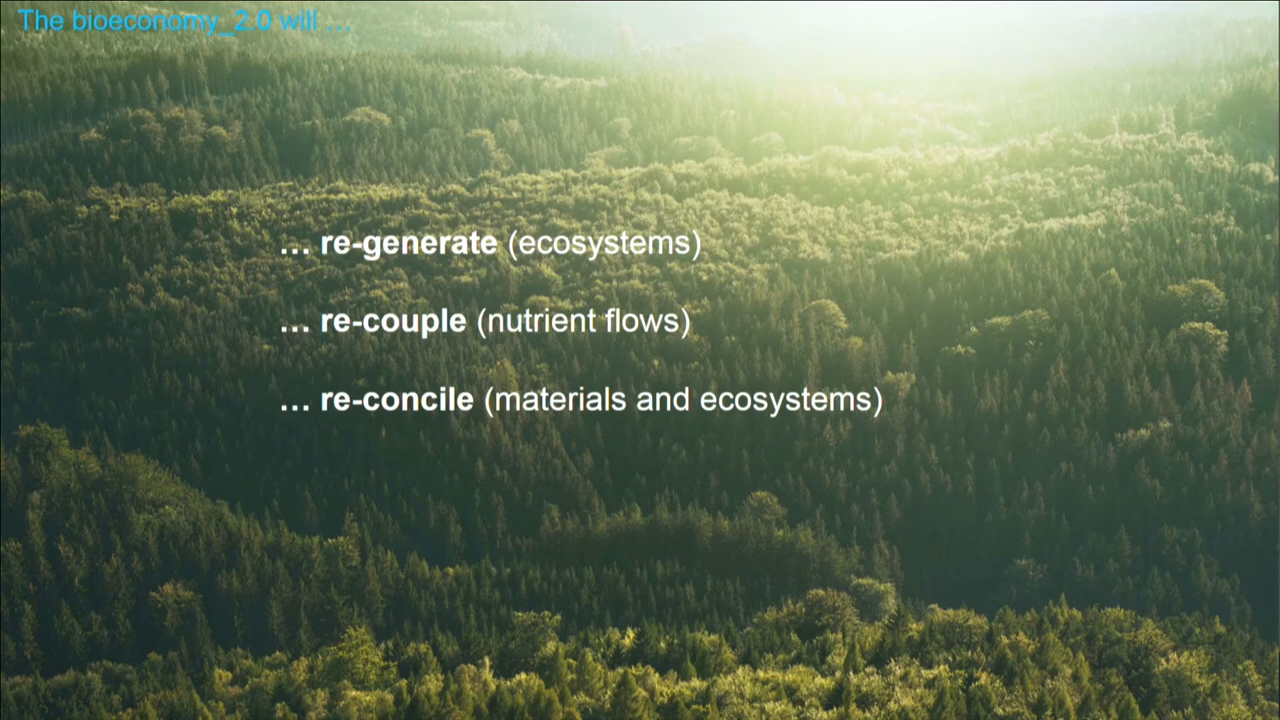 The bioeconomy_2.0 will ...
... re-generate (ecosystems)
... re-couple (nutrient flows)
... re-concile (materials and ecosystems)